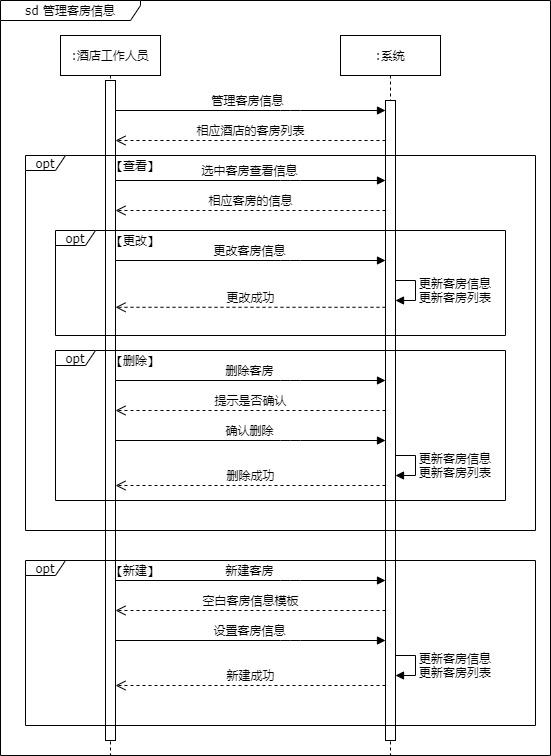 sd 管理客房信息
:酒店工作人员
:系统
管理客房信息
相应酒店的客房列表
opt
【查看】
选中客房查看信息
相应客房的信息
opt
【更改】
更改客房信息
更新客房信息
更新客房列表
更改成功
opt
【删除】
删除客房
提示是否确认
确认删除
更新客房信息
更新客房列表
删除成功
opt
【新建】
新建客房
空白客房信息模板
设置客房信息
更新客房信息
更新客房列表
新建成功